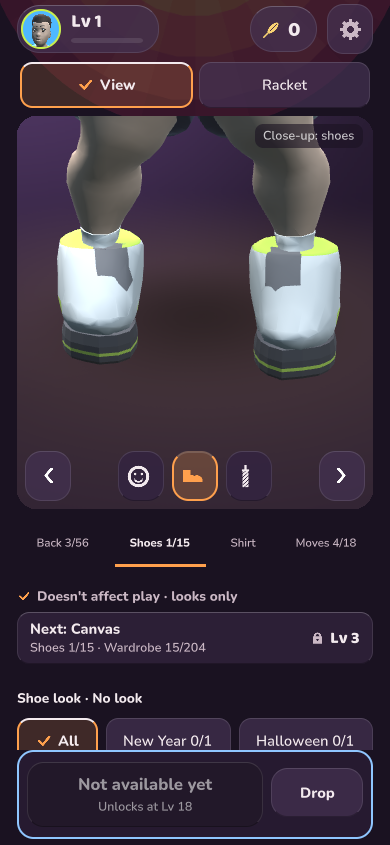 Lv 1
0
View
Racket
Close-up: shoes
Back 3/56
Shoes 1/15
Shirt
Moves 4/18
Doesn't affect play · looks only
Next: Canvas
Shoes 1/15 · Wardrobe 15/204
Lv 3
Shoe look · No look
All
New Year 0/1
Halloween 0/1
Not available yet
Unlocks at Lv 18
Drop